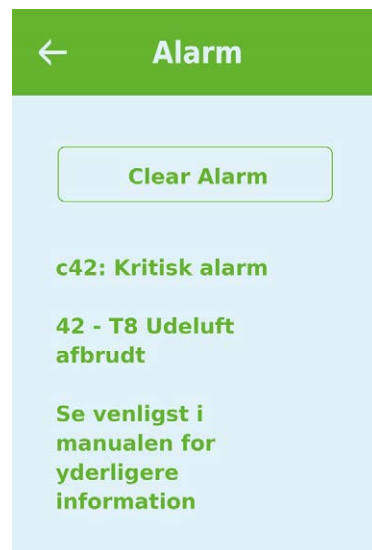 Alarm
Clear Alarm
c42: Kritisk alarm
42 - T8 Udeluft
afbrudt
Se venligst i
manualen for
yderligere
information